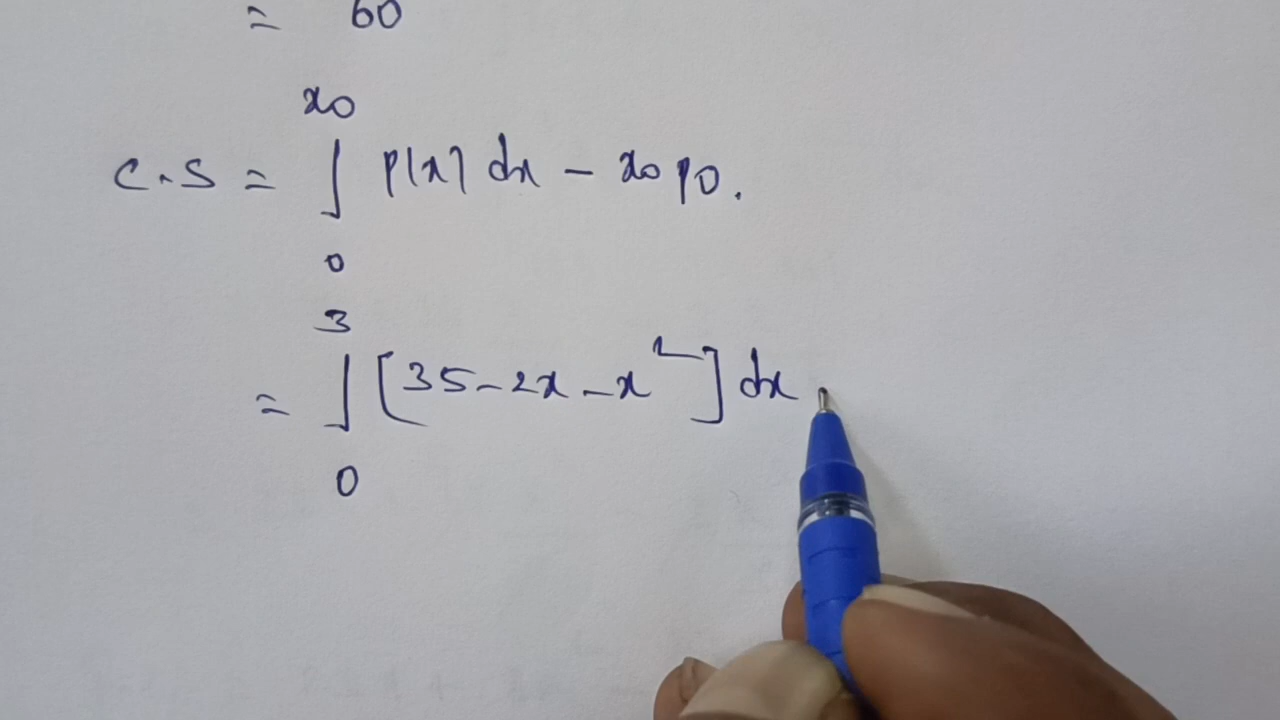 = 60
x0
C.S = ∫ p(x) dx - x0 p0.
0
3
= ∫ [35-2x-x²] dx
0